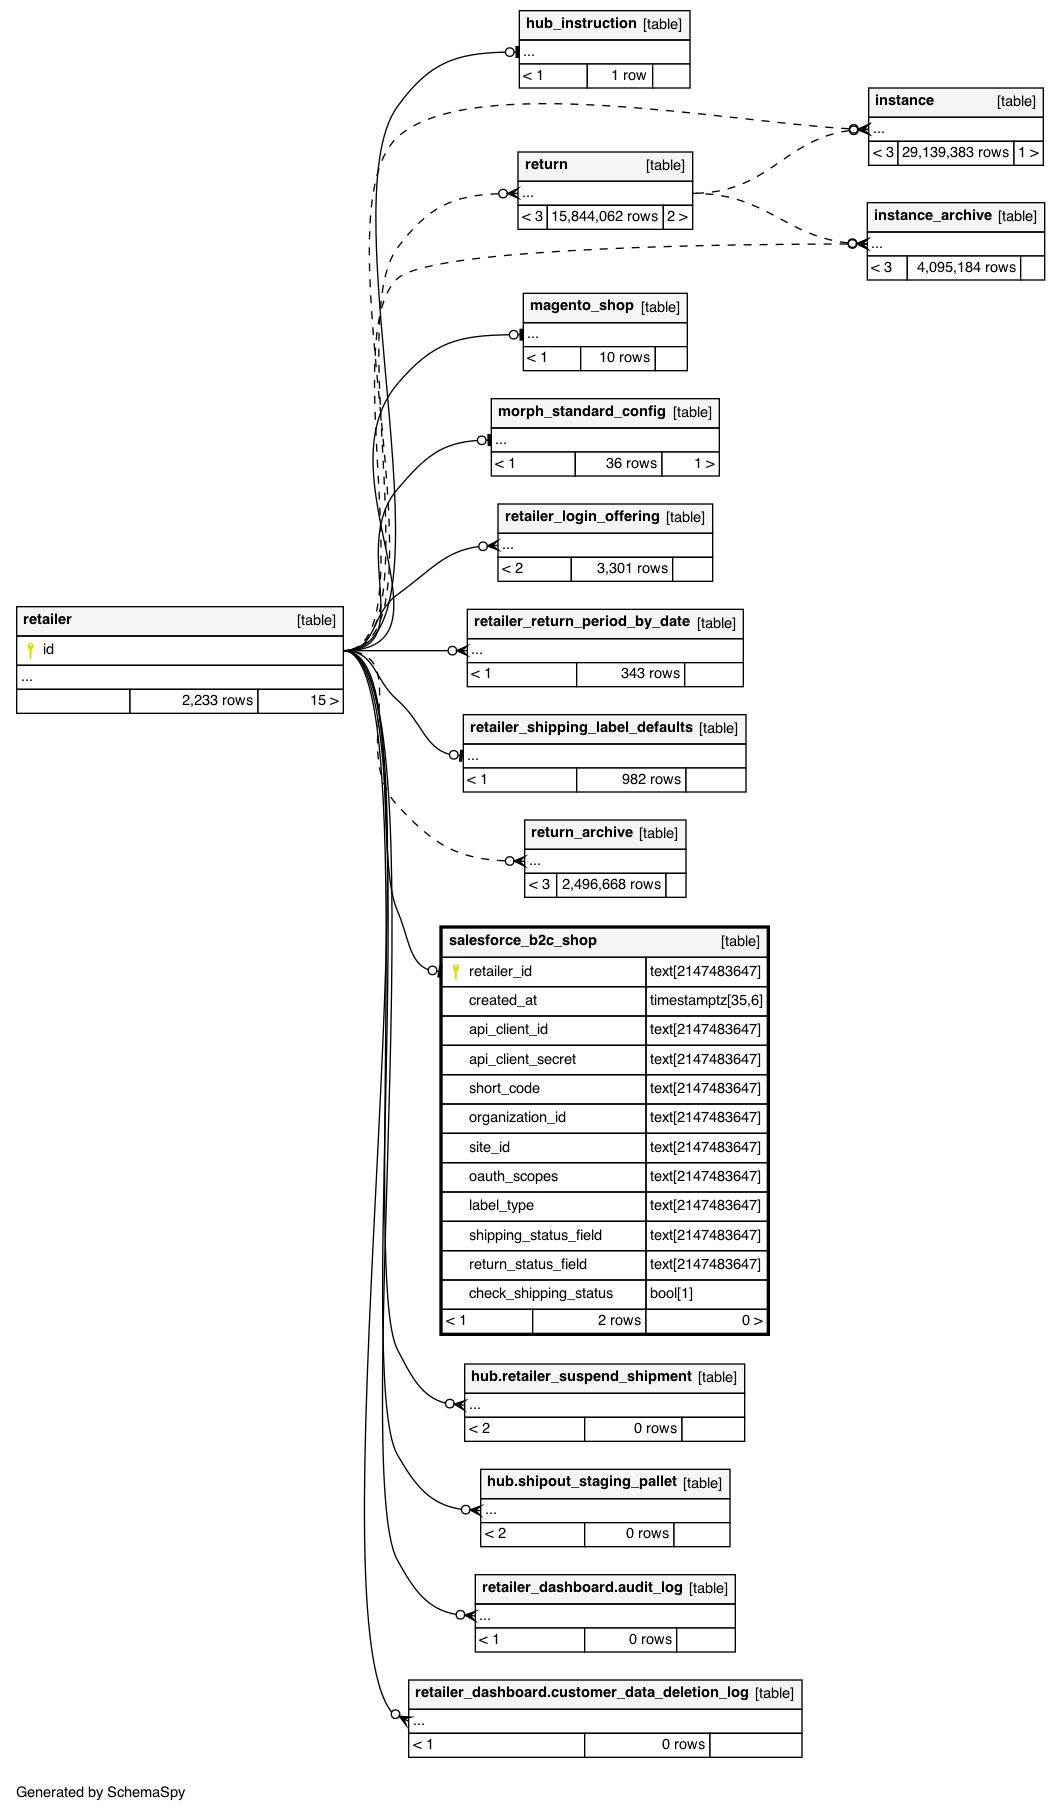 hub_instruction [table]
...
< 1 1 row
instance [table]
...
< 3 29,139,383 rows 1 >
return [table]
...
< 3 15,844,062 rows 2 >
instance_archive [table]
...
< 3 4,095,184 rows
magento_shop [table]
...
< 1 10 rows
morph_standard_config [table]
...
< 1 36 rows 1 >
retailer_login_offering [table]
...
< 2 3,301 rows
retailer [table]
id
...
2,233 rows 15 >
retailer_return_period_by_date [table]
...
< 1 343 rows
retailer_shipping_label_defaults [table]
...
< 1 982 rows
return_archive [table]
...
< 3 2,496,668 rows
salesforce_b2c_shop [table]
retailer_id text[2147483647]
created_at timestamptz[35,6]
api_client_id text[2147483647]
api_client_secret text[2147483647]
short_code text[2147483647]
organization_id text[2147483647]
site_id text[2147483647]
oauth_scopes text[2147483647]
label_type text[2147483647]
shipping_status_field text[2147483647]
return_status_field text[2147483647]
check_shipping_status bool[1]
< 1 2 rows 0 >
hub.retailer_suspend_shipment [table]
...
< 2 0 rows
hub.shipout_staging_pallet [table]
...
< 2 0 rows
retailer_dashboard.audit_log [table]
...
< 1 0 rows
retailer_dashboard.customer_data_deletion_log [table]
...
< 1 0 rows
Generated by SchemaSpy